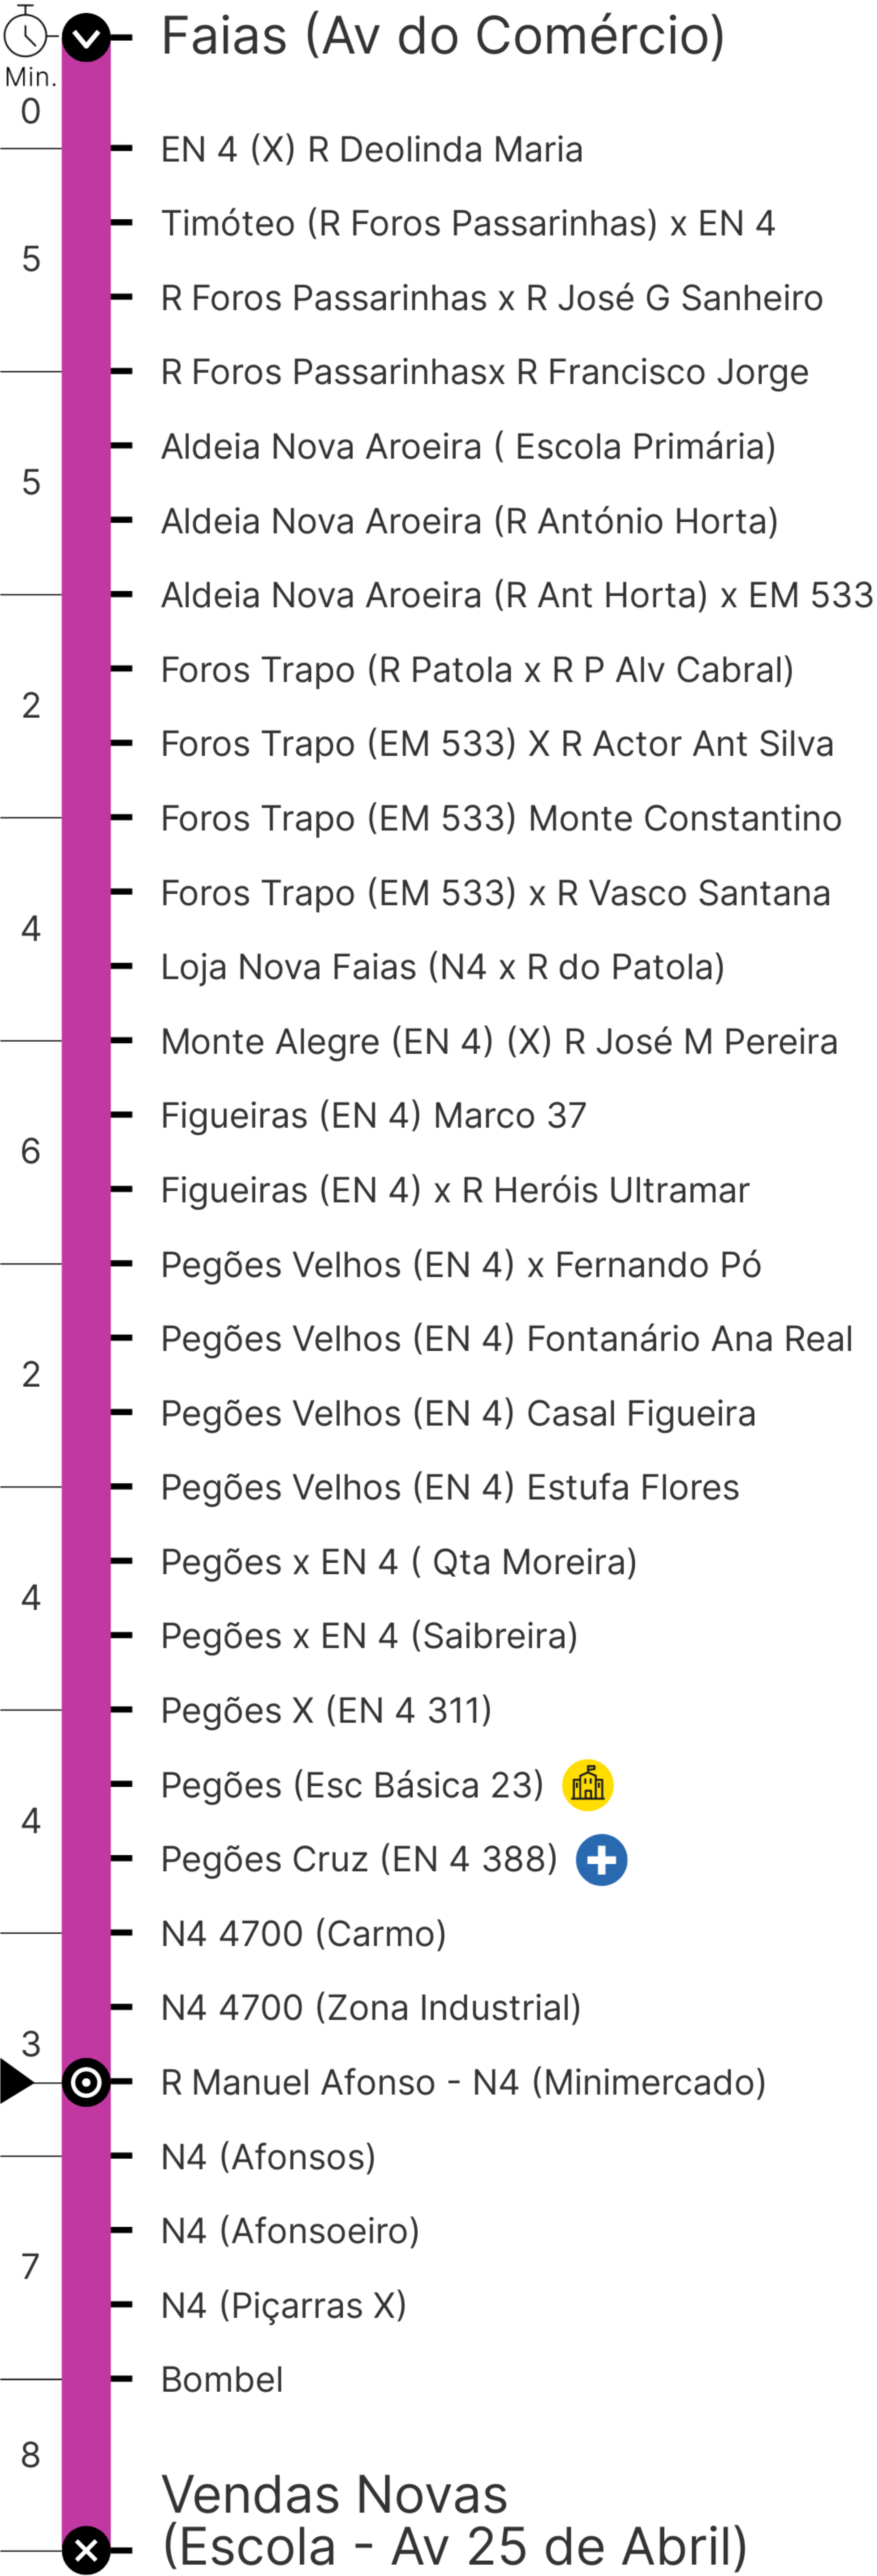 Faias (Av do Comércio)
Min.
0
EN 4 (X) R Deolinda Maria
Timóteo (R Foros Passarinhas) x EN 4
5
R Foros Passarinhas x R José G Sanheiro
R Foros Passarinhasx R Francisco Jorge
Aldeia Nova Aroeira ( Escola Primária)
5
Aldeia Nova Aroeira (R António Horta)
Aldeia Nova Aroeira (R Ant Horta) x EM 533
Foros Trapo (R Patola x R P Alv Cabral)
2
Foros Trapo (EM 533) X R Actor Ant Silva
Foros Trapo (EM 533) Monte Constantino
Foros Trapo (EM 533) x R Vasco Santana
4
Loja Nova Faias (N4 x R do Patola)
Monte Alegre (EN 4) (X) R José M Pereira
Figueiras (EN 4) Marco 37
6
Figueiras (EN 4) x R Heróis Ultramar
Pegões Velhos (EN 4) x Fernando Pó
Pegões Velhos (EN 4) Fontanário Ana Real
2
Pegões Velhos (EN 4) Casal Figueira
Pegões Velhos (EN 4) Estufa Flores
Pegões x EN 4 ( Qta Moreira)
4
Pegões x EN 4 (Saibreira)
Pegões X (EN 4 311)
Pegões (Esc Básica 23)
4
Pegões Cruz (EN 4 388)
N4 4700 (Carmo)
N4 4700 (Zona Industrial)
3
R Manuel Afonso - N4 (Minimercado)
N4 (Afonsos)
N4 (Afonsoeiro)
7
N4 (Piçarras X)
Bombel
8
Vendas Novas
(Escola - Av 25 de Abril)